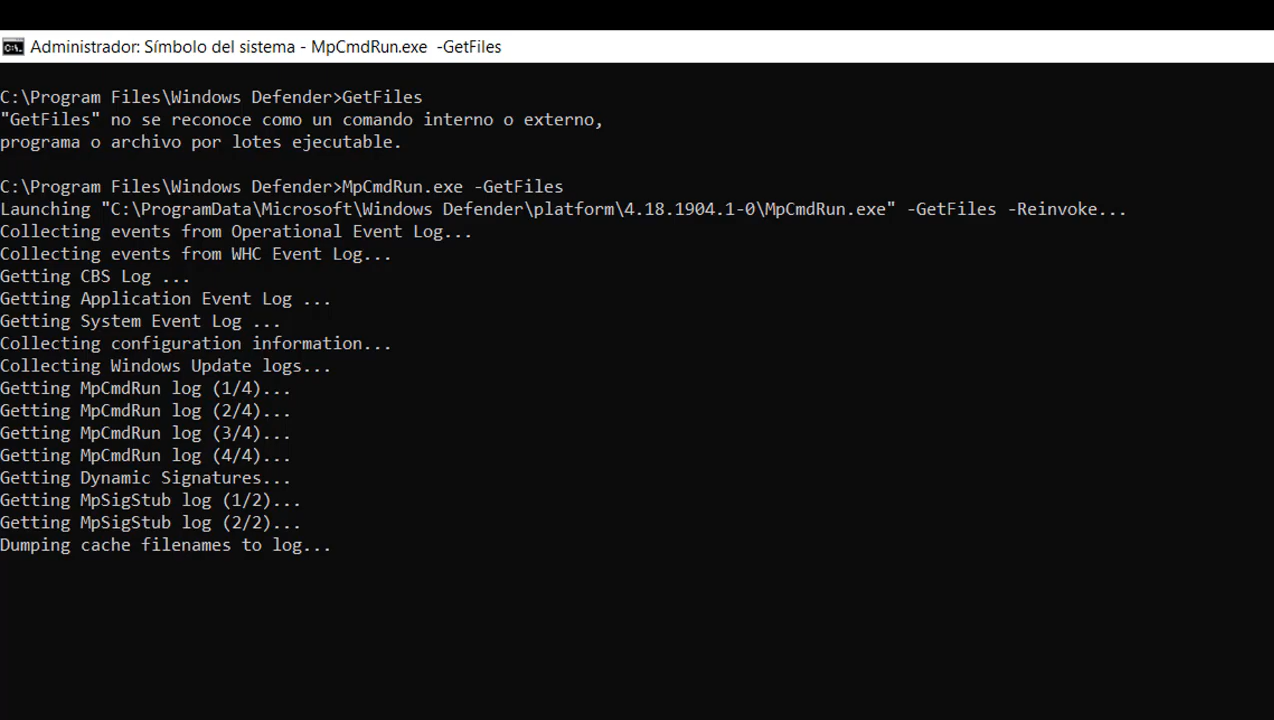 Administrador: Símbolo del sistema - MpCmdRun.exe  -GetFiles
C:\Program Files\Windows Defender>GetFiles
"GetFiles" no se reconoce como un comando interno o externo,
programa o archivo por lotes ejecutable.
C:\Program Files\Windows Defender>MpCmdRun.exe -GetFiles
Launching "C:\ProgramData\Microsoft\Windows Defender\platform\4.18.1904.1-0\MpCmdRun.exe" -GetFiles -Reinvoke...
Collecting events from Operational Event Log...
Collecting events from WHC Event Log...
Getting CBS Log ...
Getting Application Event Log ...
Getting System Event Log ...
Collecting configuration information...
Collecting Windows Update logs...
Getting MpCmdRun log (1/4)...
Getting MpCmdRun log (2/4)...
Getting MpCmdRun log (3/4)...
Getting MpCmdRun log (4/4)...
Getting Dynamic Signatures...
Getting MpSigStub log (1/2)...
Getting MpSigStub log (2/2)...
Dumping cache filenames to log...